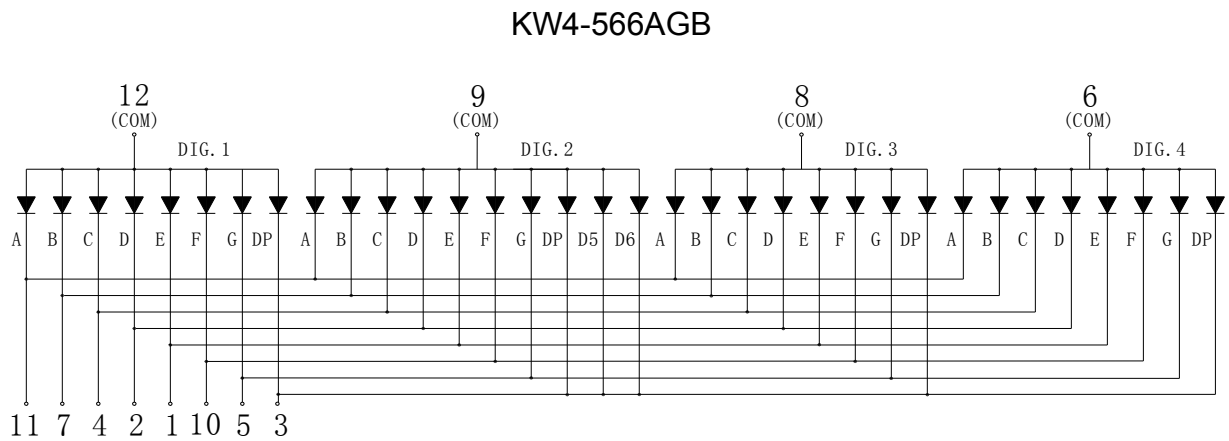 KW4-566AGB
12 9 8 6
(COM) (COM) (COM) (COM)
DIG.1 DIG.2 DIG.3 DIG.4
A B C D E F G DP A B C D E F G DP D5 D6 A B C D E F G DP A B C D E F G DP
11 7 4 2 1 10 5 3